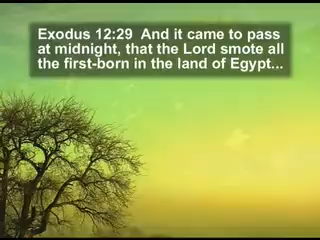 Exodus 12:29  And it came to pass
at midnight, that the Lord smote all
the first-born in the land of Egypt...